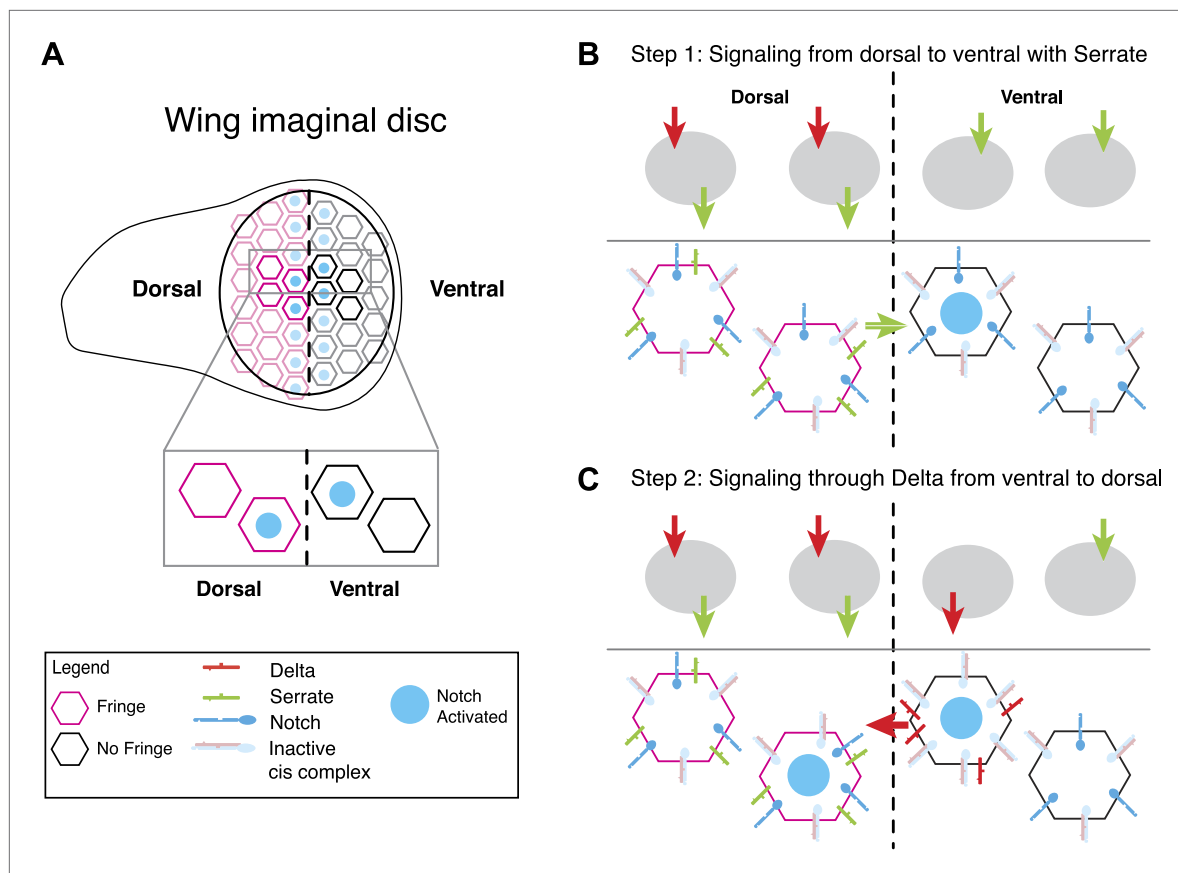 A
Wing imaginal disc
Dorsal
Ventral
Dorsal
Ventral
Legend
Fringe
No Fringe
Delta
Serrate
Notch
Inactive
cis complex
Notch
Activated
B
Step 1: Signaling from dorsal to ventral with Serrate
Dorsal
Ventral
C
Step 2: Signaling through Delta from ventral to dorsal